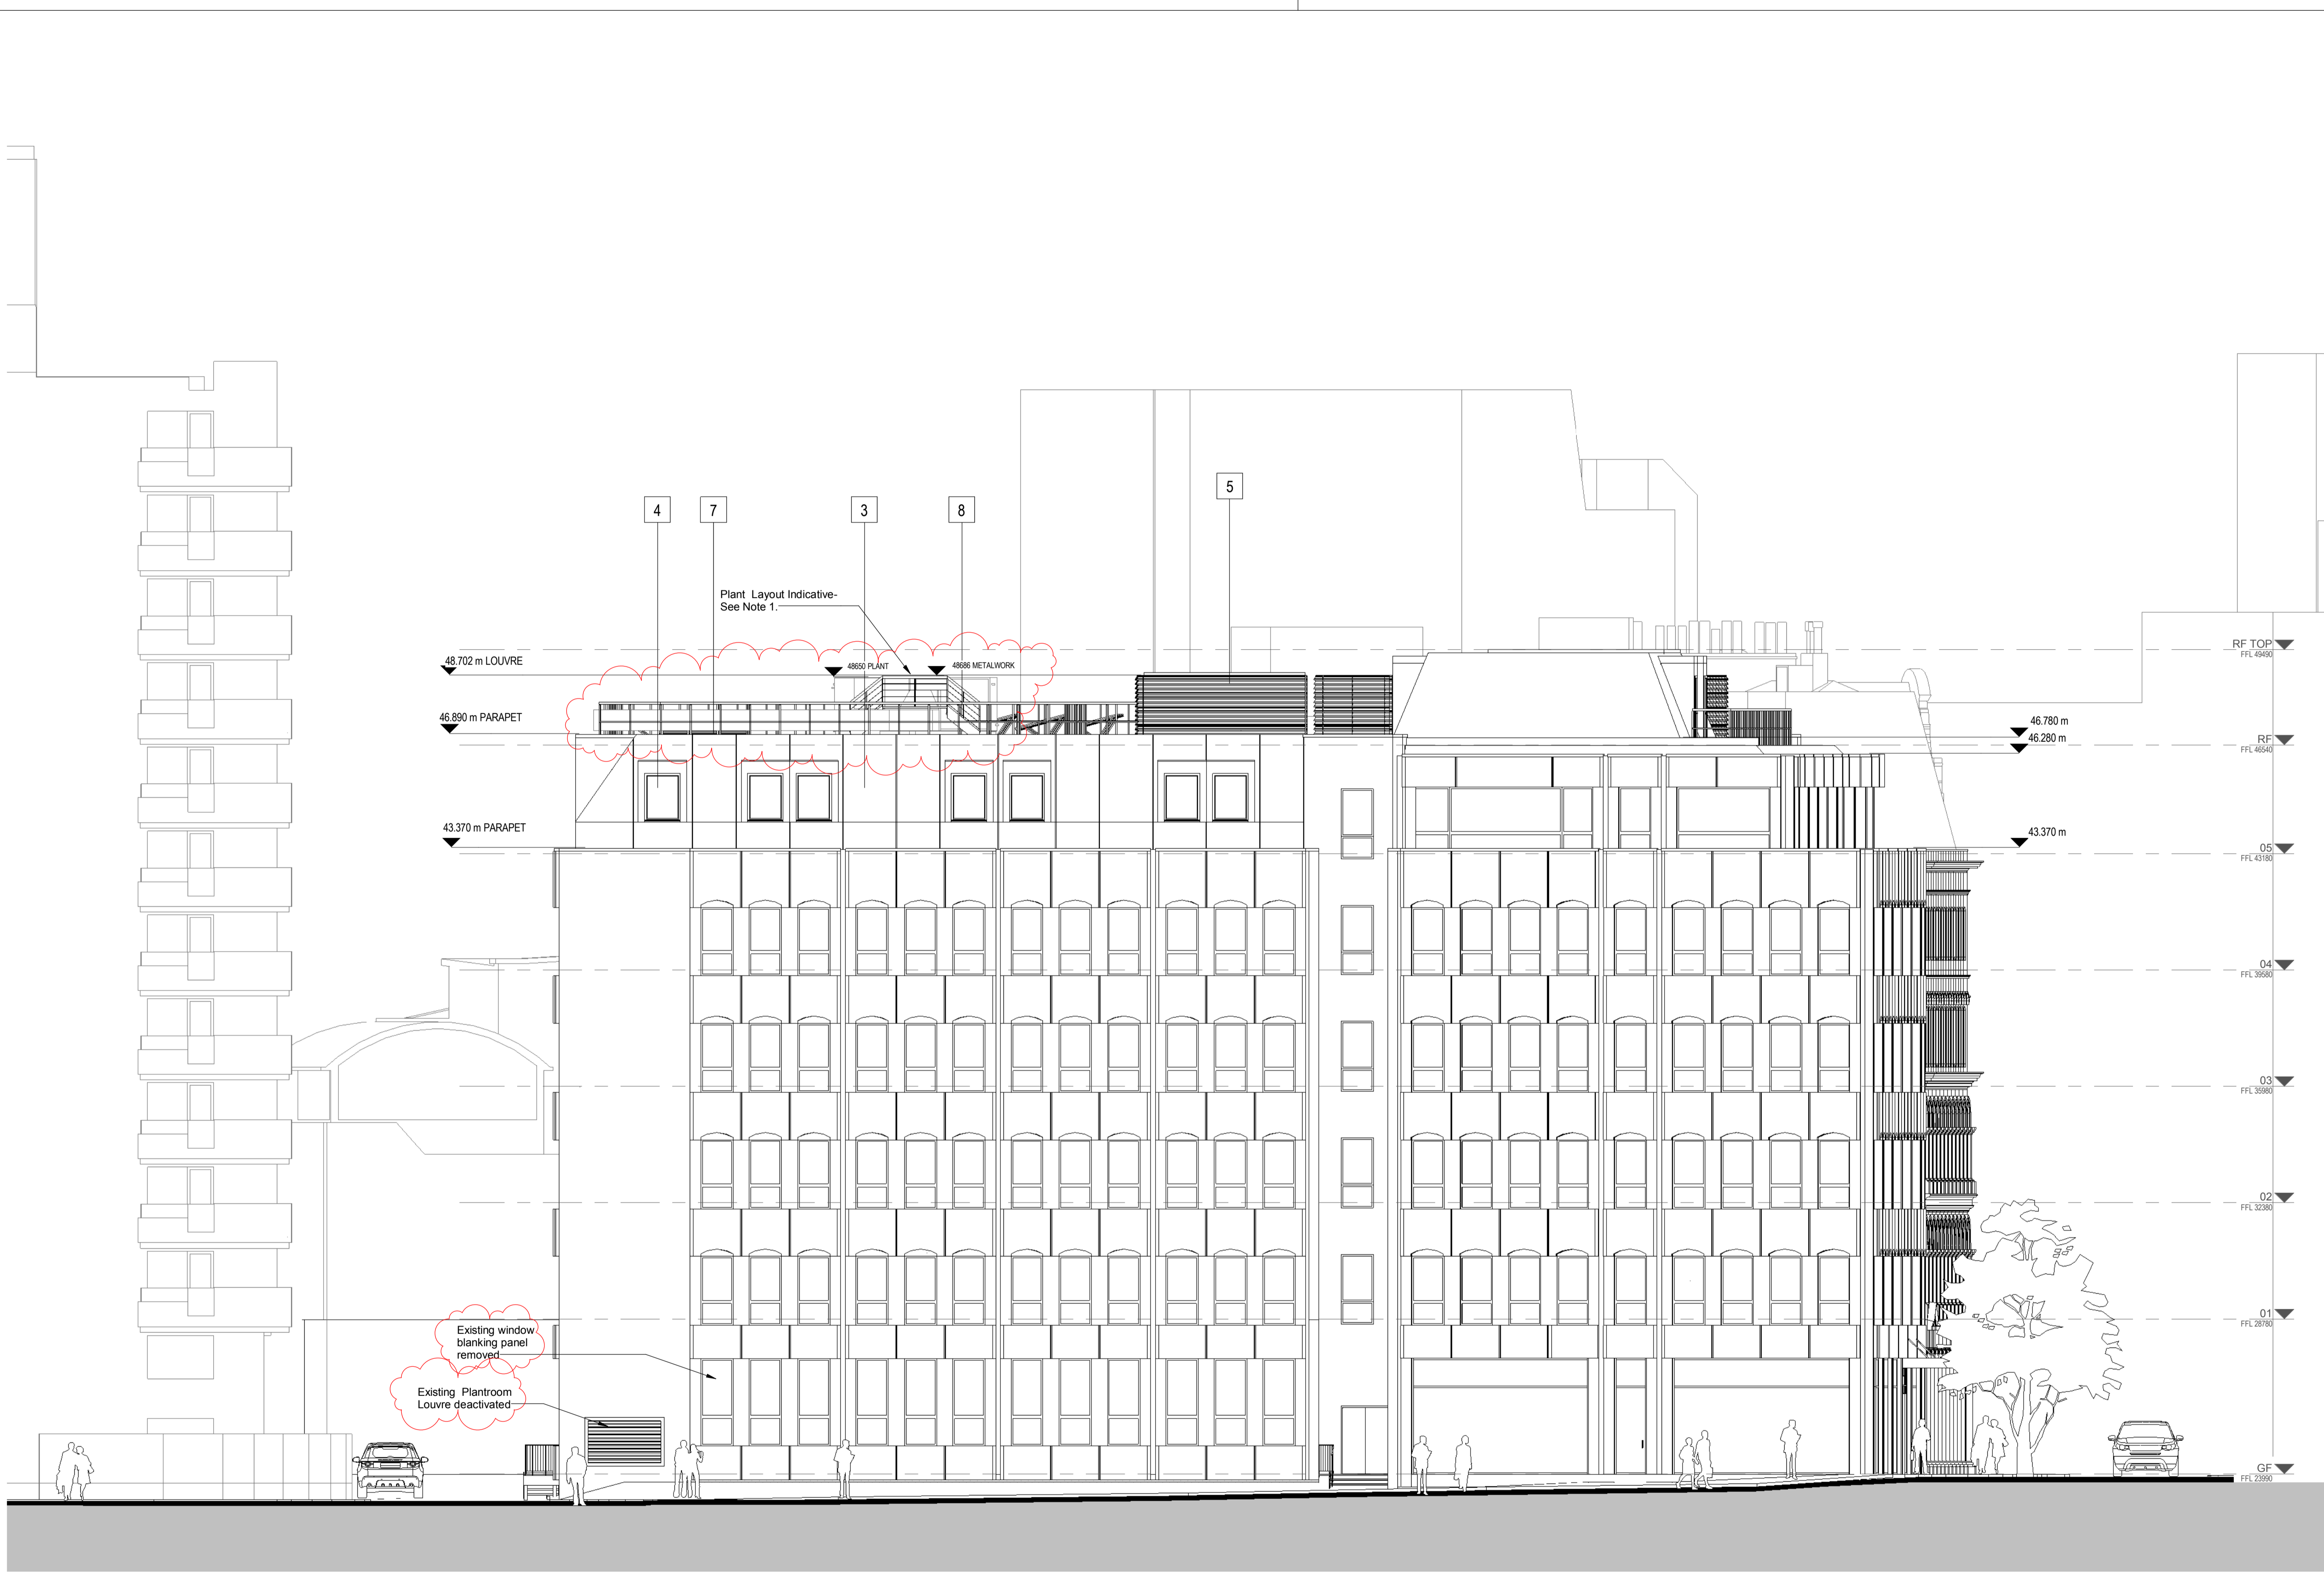 5
4
7
3
8
Plant Layout Indicative-
See Note 1.
RF TOP
FFL 49490
48.702 m LOUVRE
48650 PLANT
48686 METALWORK
46.890 m PARAPET
46.780 m
46.280 m
RF
FFL 46540
43.370 m PARAPET
43.370 m
05
FFL 43180
04
FFL 39580
03
FFL 35980
02
FFL 32380
01
FFL 28780
Existing window
blanking panel
removed
Existing Plantroom
Louvre deactivated
GF
FFL 23990